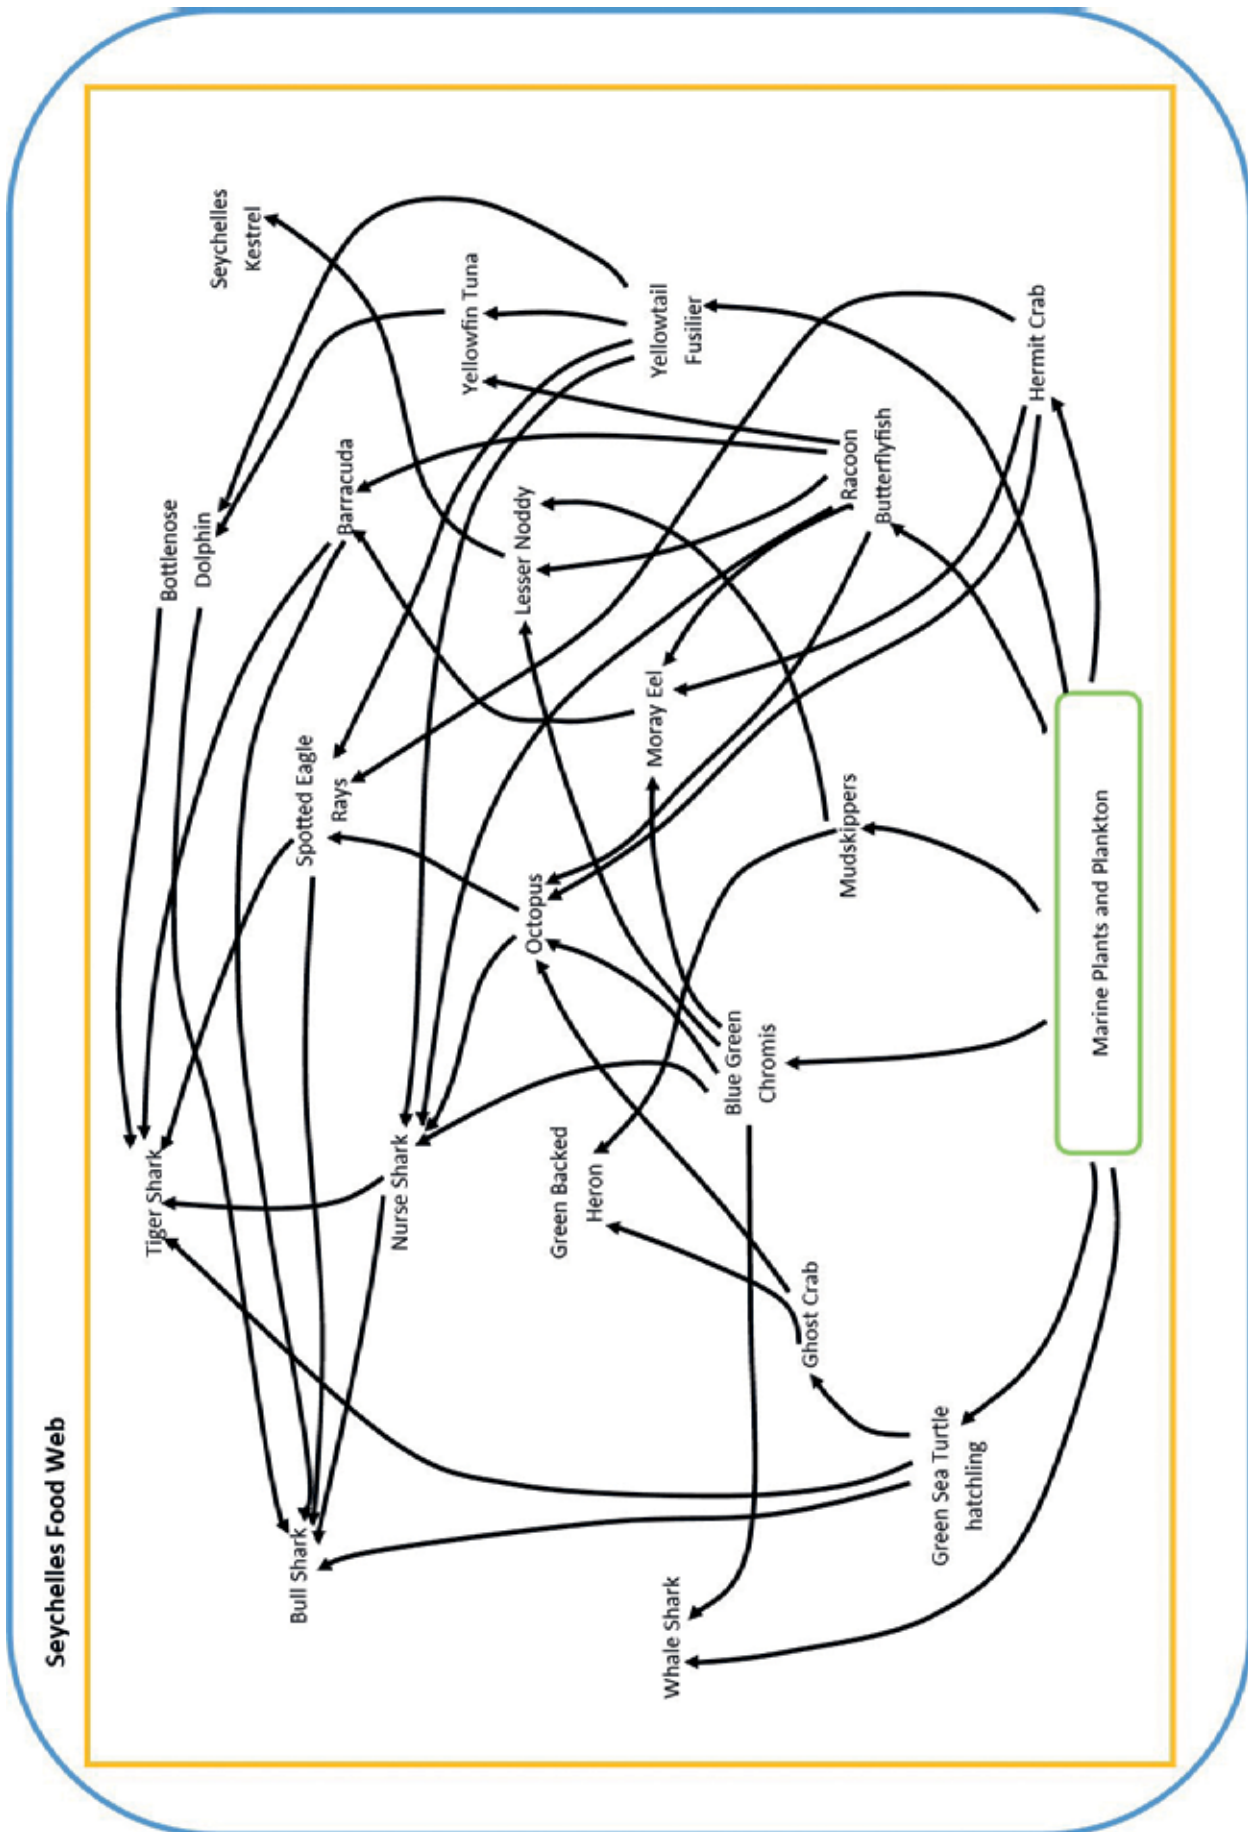 Seychelles Food Web
Tiger Shark
Bottlenose
Dolphin
Seychelles
Kestrel
Bull Shark
Spotted Eagle
Rays
Barracuda
Nurse Shark
Yellowfin Tuna
Octopus
Lesser Noddy
Green Backed
Heron
Whale Shark
Moray Eel
Yellowtail
Fusilier
Blue Green
Chromis
Ghost Crab
Mudskippers
Racoon
Butterflyfish
Green Sea Turtle
hatchling
Hermit Crab
Marine Plants and Plankton